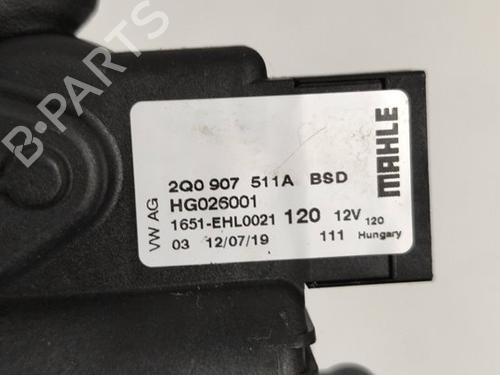 B-PARTS
VW AG
2Q0 907 511A BSD
HG026001
1651-EHL0021 120 12V 120
03 12/07/19 111 Hungary
MAHLE